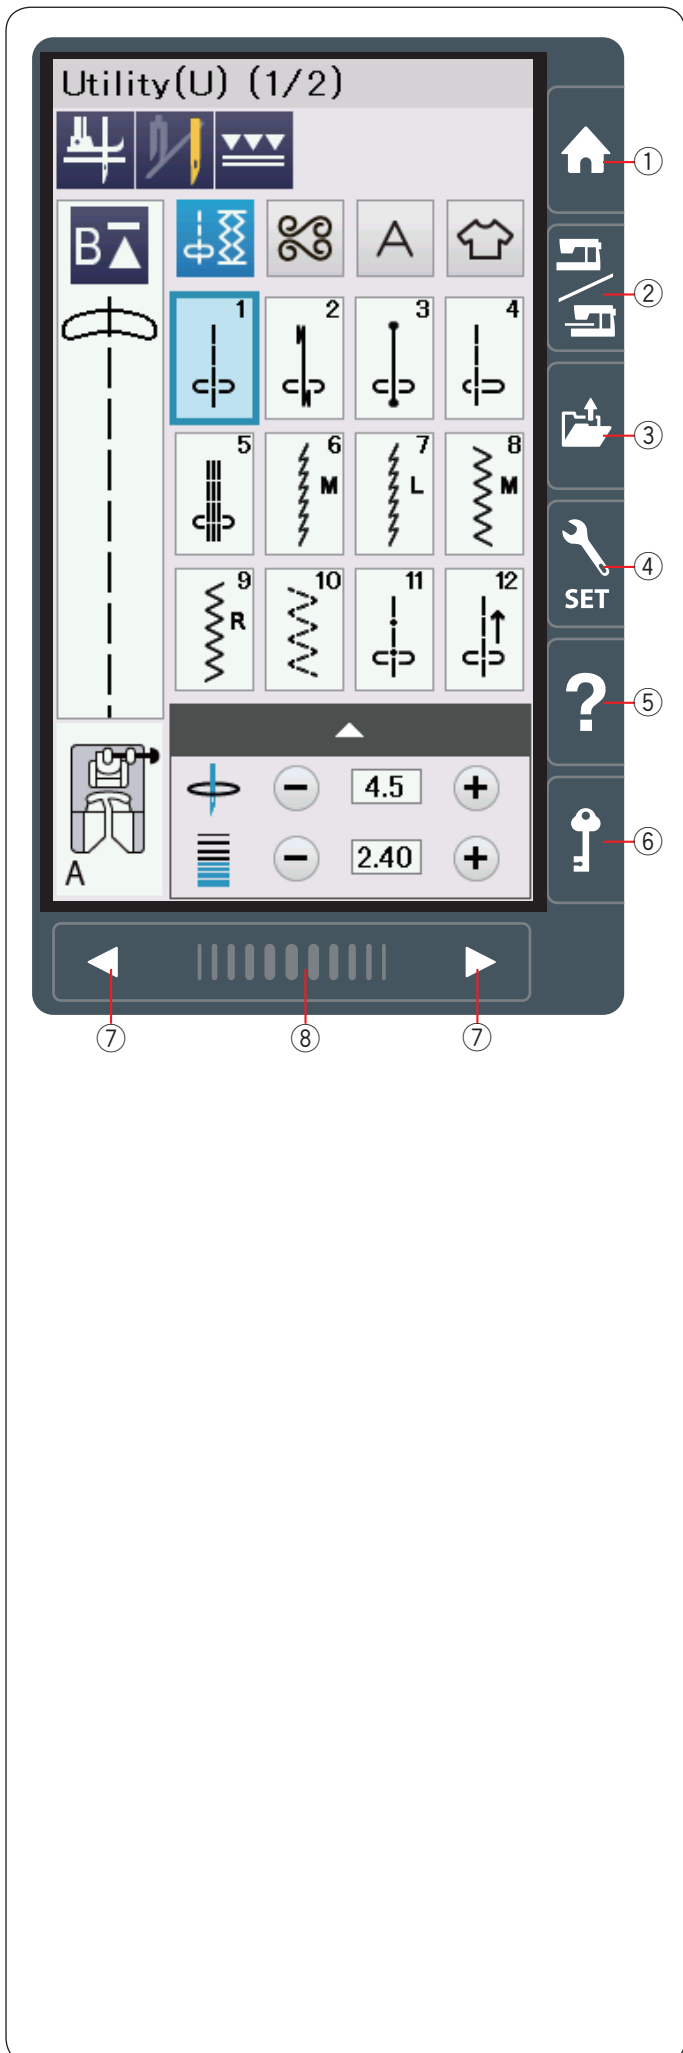 Utility(U) (1/2)
B
A
1 2 3 4
5 6 7 8
M L M
9 10 11 12
R
4.5
2.40
A
SET
?
① ② ③ ④ ⑤ ⑥
⑦ ⑧ ⑦